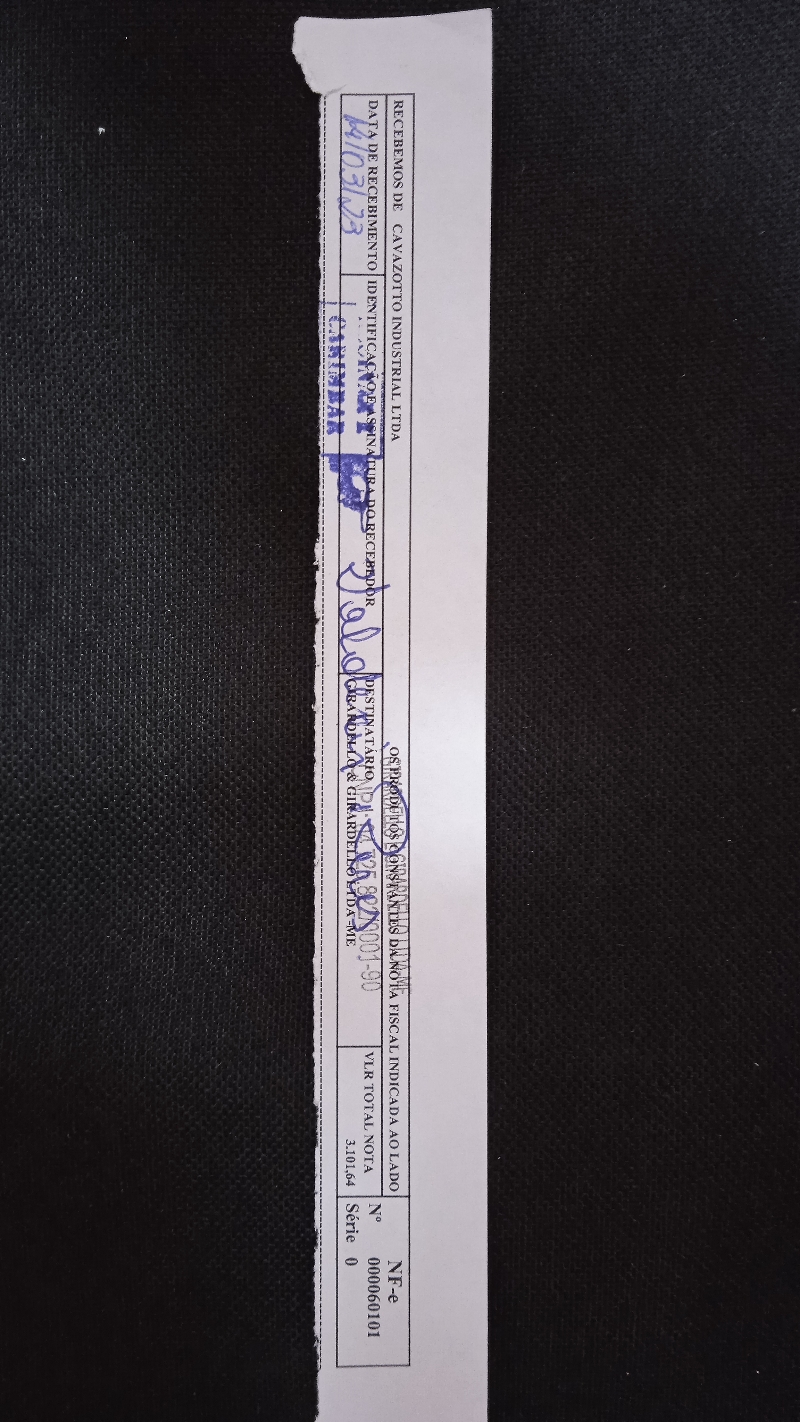 RECEBEMOS DE CAVAZOTTO INDUSTRIAL LTDA
OS PRODUTOS CONSTANTES DA NOTA FISCAL INDICADA AO LADO
DATA DE RECEBIMENTO
14/03/23
IDENTIFICAÇÃO E ASSINATURA DO RECEBEDOR
CARIMBAR
DESTINATÁRIO
GIRARDELLO & GIRARDELLO LTDA -ME
VLR TOTAL NOTA
3.101,64
NF-e
Nº 000060101
Série 0